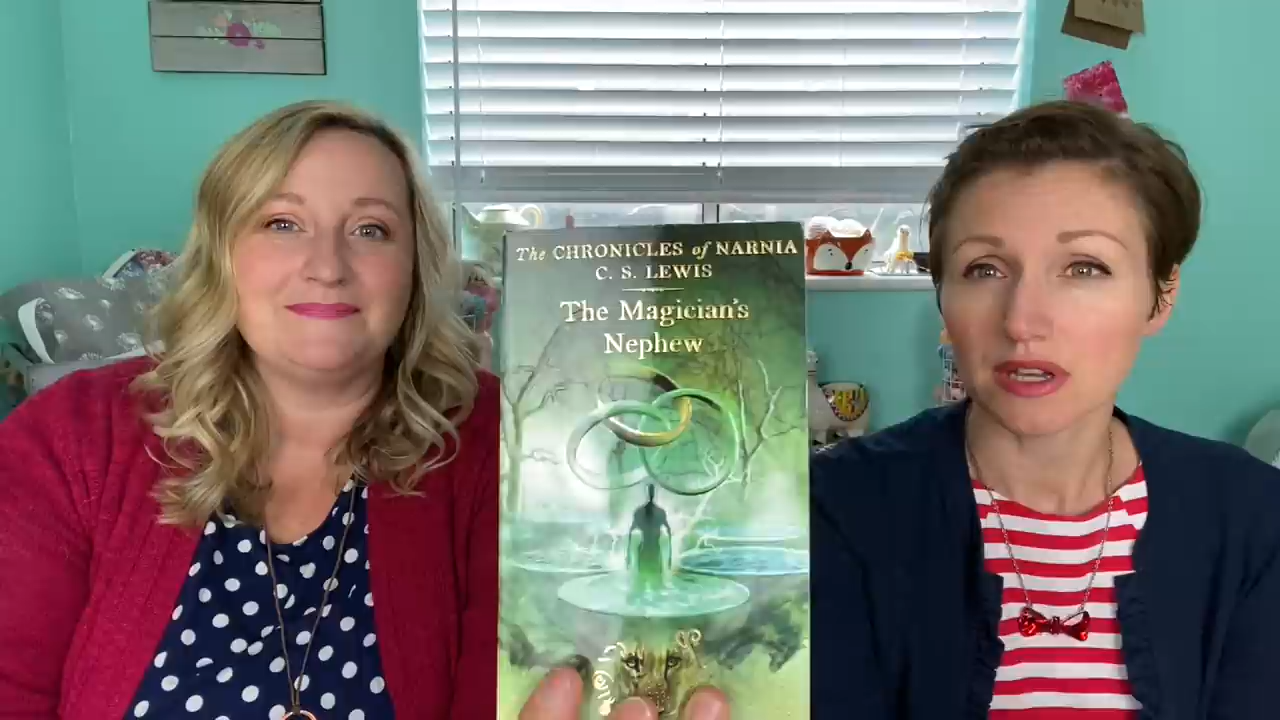 The CHRONICLES of NARNIA
C. S. LEWIS
The Magician's
Nephew